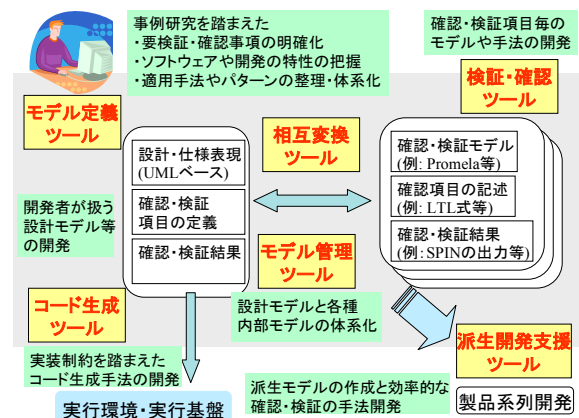 事例研究を踏まえた
・要検証・確認事項の明確化
・ソフトウェアや開発の特性の把握
・適用手法やパターンの整理・体系化
確認・検証項目毎の
モデルや手法の開発
モデル定義
ツール
相互変換
ツール
検証・確認
ツール
設計・仕様表現
(UMLベース)
確認・検証
項目の定義
確認・検証結果
確認・検証モデル
(例: Promela等)
確認項目の記述
(例: LTL式等)
確認・検証結果
(例: SPINの出力等)
開発者が扱う
設計モデル等
の開発
モデル管理
ツール
設計モデルと各種
内部モデルの体系化
コード生成
ツール
実装制約を踏まえた
コード生成手法の開発
派生開発支援
ツール
派生モデルの作成と効率的な
確認・検証の手法開発
実行環境・実行基盤
製品系列開発